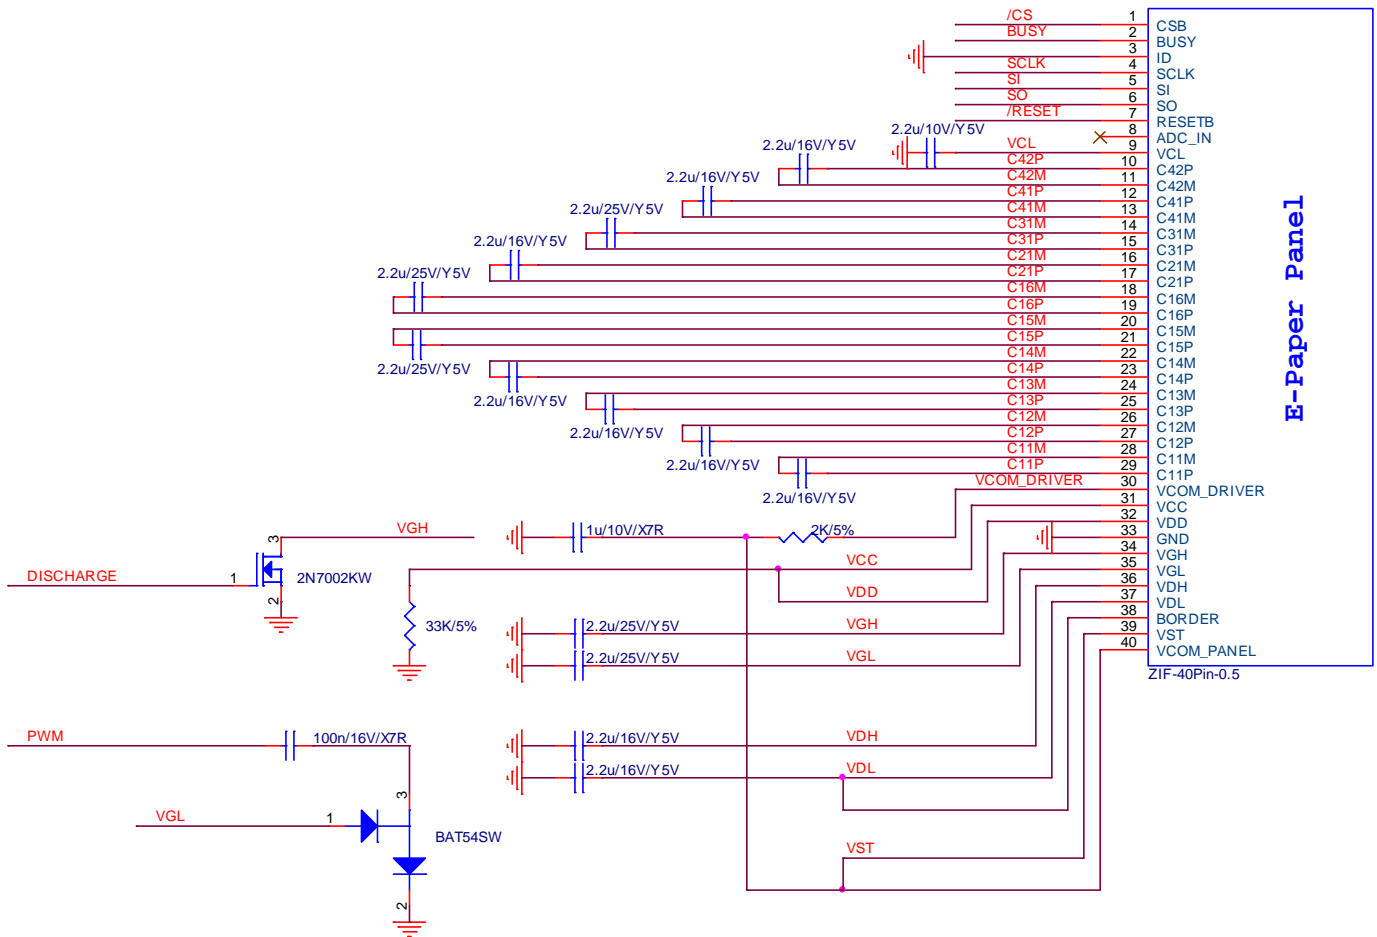 /CS 1 CSB
BUSY 2 BUSY
3 ID
SCLK 4 SCLK
SI 5 SI
SO 6 SO
/RESET 7 RESETB
8 ADC_IN
2.2u/10V/Y5V
VCL 9 VCL
2.2u/16V/Y5V
C42P 10 C42P
C42M 11 C42M
2.2u/16V/Y5V
C41P 12 C41P
C41M 13 C41M
2.2u/25V/Y5V
C31M 14 C31M
C31P 15 C31P
2.2u/16V/Y5V
C21M 16 C21M
C21P 17 C21P
2.2u/25V/Y5V
C16M 18 C16M
C16P 19 C16P
C15M 20 C15M
C15P 21 C15P
2.2u/25V/Y5V
C14M 22 C14M
C14P 23 C14P
2.2u/16V/Y5V
C13M 24 C13M
C13P 25 C13P
2.2u/16V/Y5V
C12M 26 C12M
C12P 27 C12P
2.2u/16V/Y5V
C11M 28 C11M
C11P 29 C11P
2.2u/16V/Y5V
VCOM_DRIVER 30 VCOM_DRIVER
31 VCC
32 VDD
33 GND
34 VGH
35 VGL
36 VDH
37 VDL
38 BORDER
39 VST
40 VCOM_PANEL
E-Paper Panel
ZIF-40Pin-0.5
VGH
1u/10V/X7R
2K/5%
3
DISCHARGE
1
2N7002KW
2
VCC
VDD
33K/5%
2.2u/25V/Y5V
VGH
2.2u/25V/Y5V
VGL
PWM
100n/16V/X7R
2.2u/16V/Y5V
VDH
2.2u/16V/Y5V
VDL
3
VGL
1
BAT54SW
2
VST